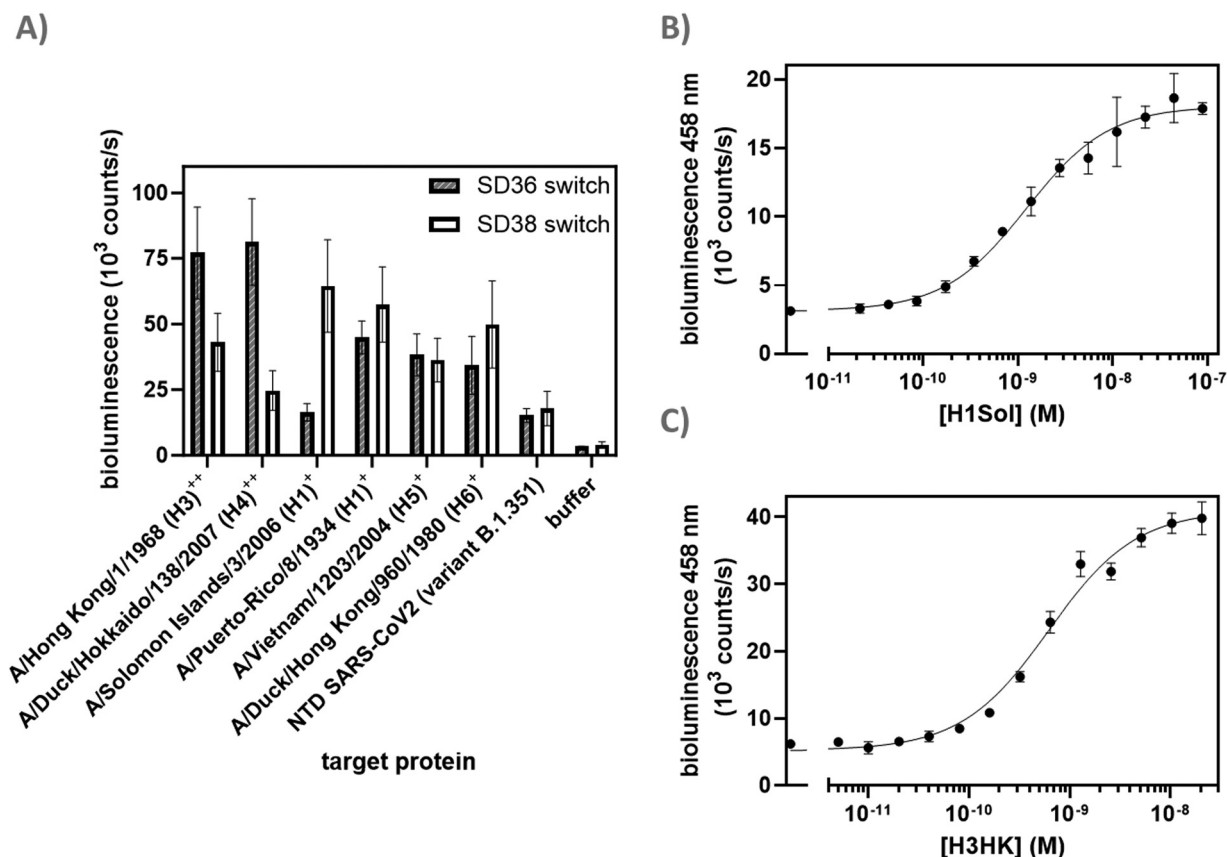 A)
bioluminescence (10³ counts/s)
100
75
50
25
0
SD36 switch
SD38 switch
A/Hong Kong/1/1968 (H3)⁺⁺
A/Duck/Hokkaido/138/2007 (H4)⁺⁺
A/Solomon Islands/3/2006 (H1)⁺
A/Puerto-Rico/8/1934 (H1)⁺
A/Vietnam/1203/2004 (H5)⁺
A/Duck/Hong Kong/960/1980 (H6)⁺
NTD SARS-CoV2 (variant B.1.351)
buffer
target protein
B)
bioluminescence 458 nm
(10³ counts/s)
20
15
10
5
0
10⁻¹¹ 10⁻¹⁰ 10⁻⁹ 10⁻⁸ 10⁻⁷
[H1Sol] (M)
C)
bioluminescence 458 nm
(10³ counts/s)
40
30
20
10
0
10⁻¹¹ 10⁻¹⁰ 10⁻⁹ 10⁻⁸
[H3HK] (M)